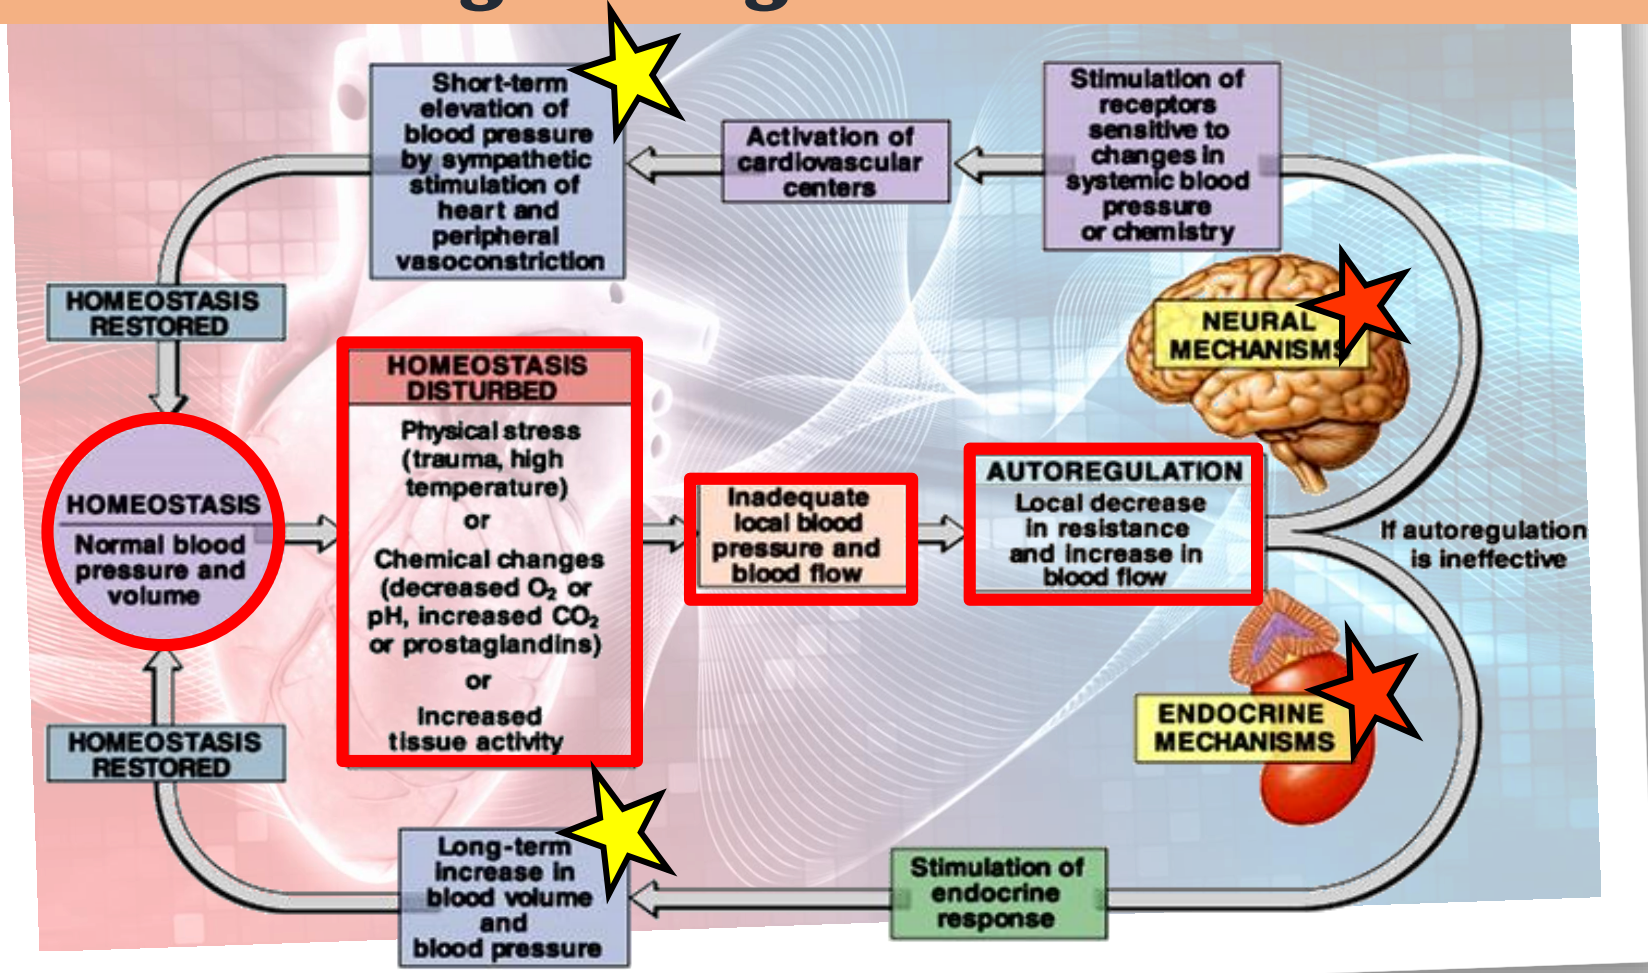 Short-term
elevation of
blood pressure
by sympathetic
stimulation of
heart and
peripheral
vasoconstriction
Activation of
cardiovascular
centers
Stimulation of
receptors
sensitive to
changes in
systemic blood
pressure
or chemistry
HOMEOSTASIS
RESTORED
NEURAL
MECHANISMS
HOMEOSTASIS
DISTURBED
Physical stress
(trauma, high
temperature)
or
Chemical changes
(decreased O₂ or
pH, increased CO₂
or prostaglandins)
or
Increased
tissue activity
HOMEOSTASIS
Normal blood
pressure and
volume
Inadequate
local blood
pressure and
blood flow
AUTOREGULATION
Local decrease
in resistance
and increase in
blood flow
If autoregulation
is ineffective
ENDOCRINE
MECHANISMS
HOMEOSTASIS
RESTORED
Long-term
increase in
blood volume
and
blood pressure
Stimulation of
endocrine
response